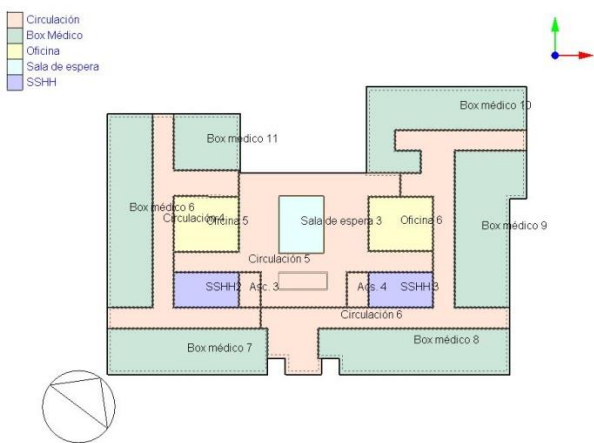 Circulación
Box Médico
Oficina
Sala de espera
SSHH
Box médico 10
Box médico 11
Box médico 6
Circulación 4
Oficina 5
Sala de espera 3
Oficina 6
Box médico 9
Circulación 5
SSHH2
Asc. 3
Acs. 4
SSHH 3
Circulación 6
Box médico 7
Box médico 8